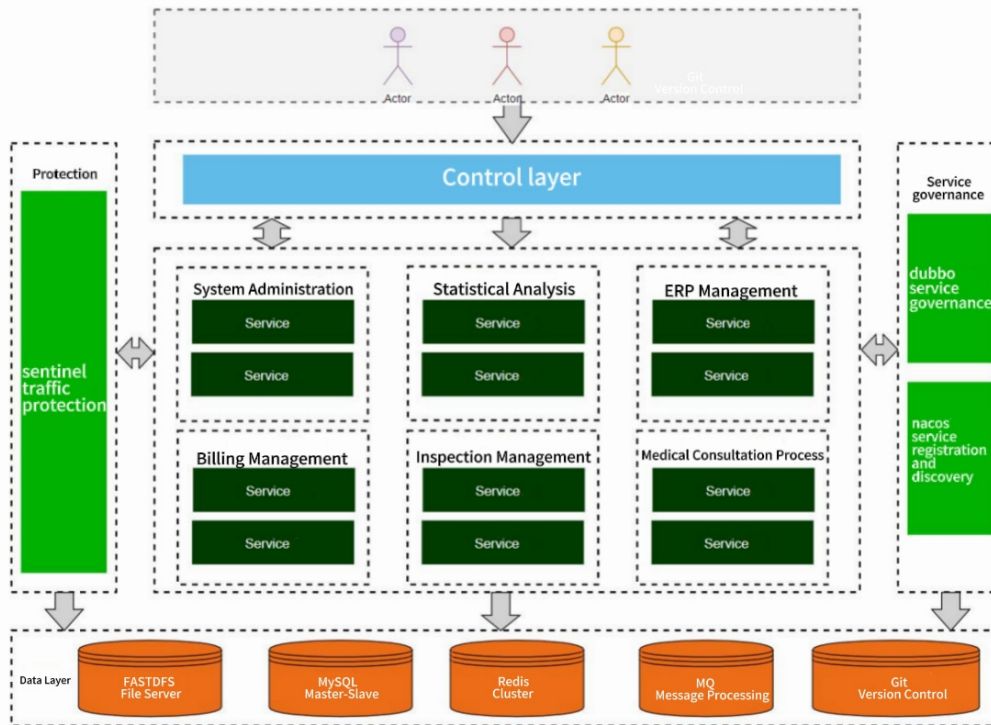 Actor
Actor
Actor
Git
Version Control
Control layer
Protection
sentinel
traffic
protection
System Administration
Service
Service
Statistical Analysis
Service
Service
ERP Management
Service
Service
Billing Management
Service
Service
Inspection Management
Service
Service
Medical Consultation Process
Service
Service
Service
governance
dubbo
service
governance
nacos
service
registration
and
discovery
Data Layer
FASTDFS
File Server
MySQL
Master-Slave
Redis
Cluster
MQ
Message Processing
Git
Version Control